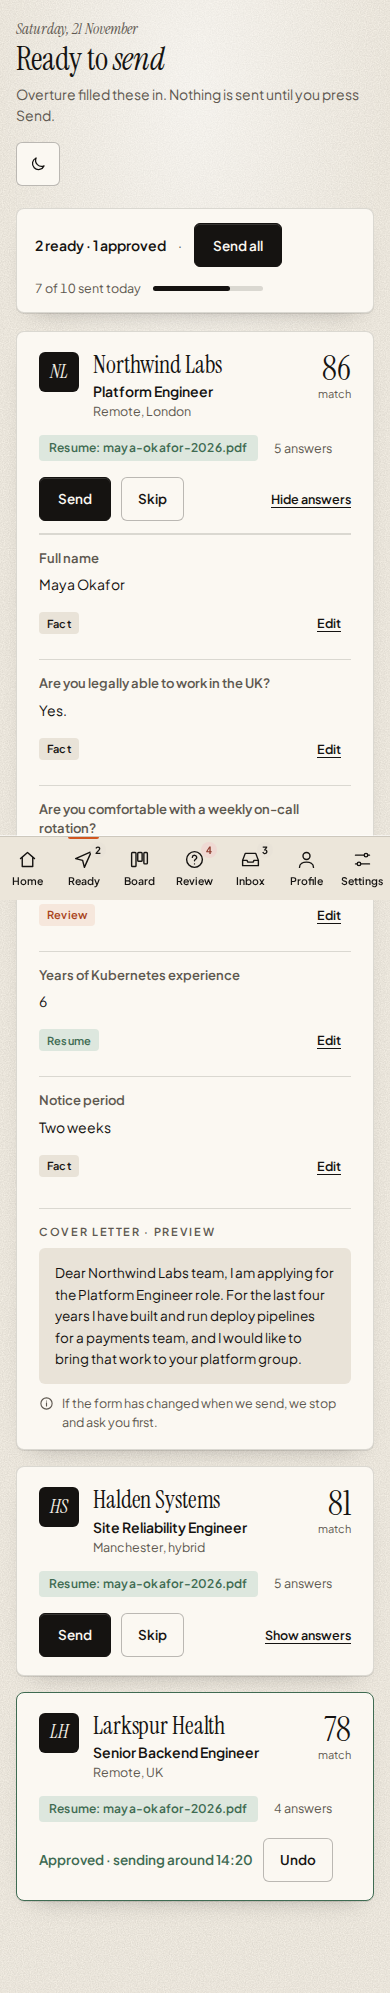 Saturday, 21 November
Ready to send
Overture filled these in. Nothing is sent until you press
Send.
2 ready · 1 approved · Send all
7 of 10 sent today
NL Northwind Labs 86
Platform Engineer match
Remote, London
Resume: maya-okafor-2026.pdf 5 answers
Send Skip Hide answers
Full name
Maya Okafor
Fact Edit
Are you legally able to work in the UK?
Yes.
Fact Edit
Are you comfortable with a weekly on-call
rotation?
2 4 3
Home Ready Board Review Inbox Profile Settings
Review Edit
Years of Kubernetes experience
6
Resume Edit
Notice period
Two weeks
Fact Edit
COVER LETTER · PREVIEW
Dear Northwind Labs team, I am applying for
the Platform Engineer role. For the last four
years I have built and run deploy pipelines
for a payments team, and I would like to
bring that work to your platform group.
If the form has changed when we send, we stop
and ask you first.
HS Halden Systems 81
Site Reliability Engineer match
Manchester, hybrid
Resume: maya-okafor-2026.pdf 5 answers
Send Skip Show answers
LH Larkspur Health 78
Senior Backend Engineer match
Remote, UK
Resume: maya-okafor-2026.pdf 4 answers
Approved · sending around 14:20 Undo